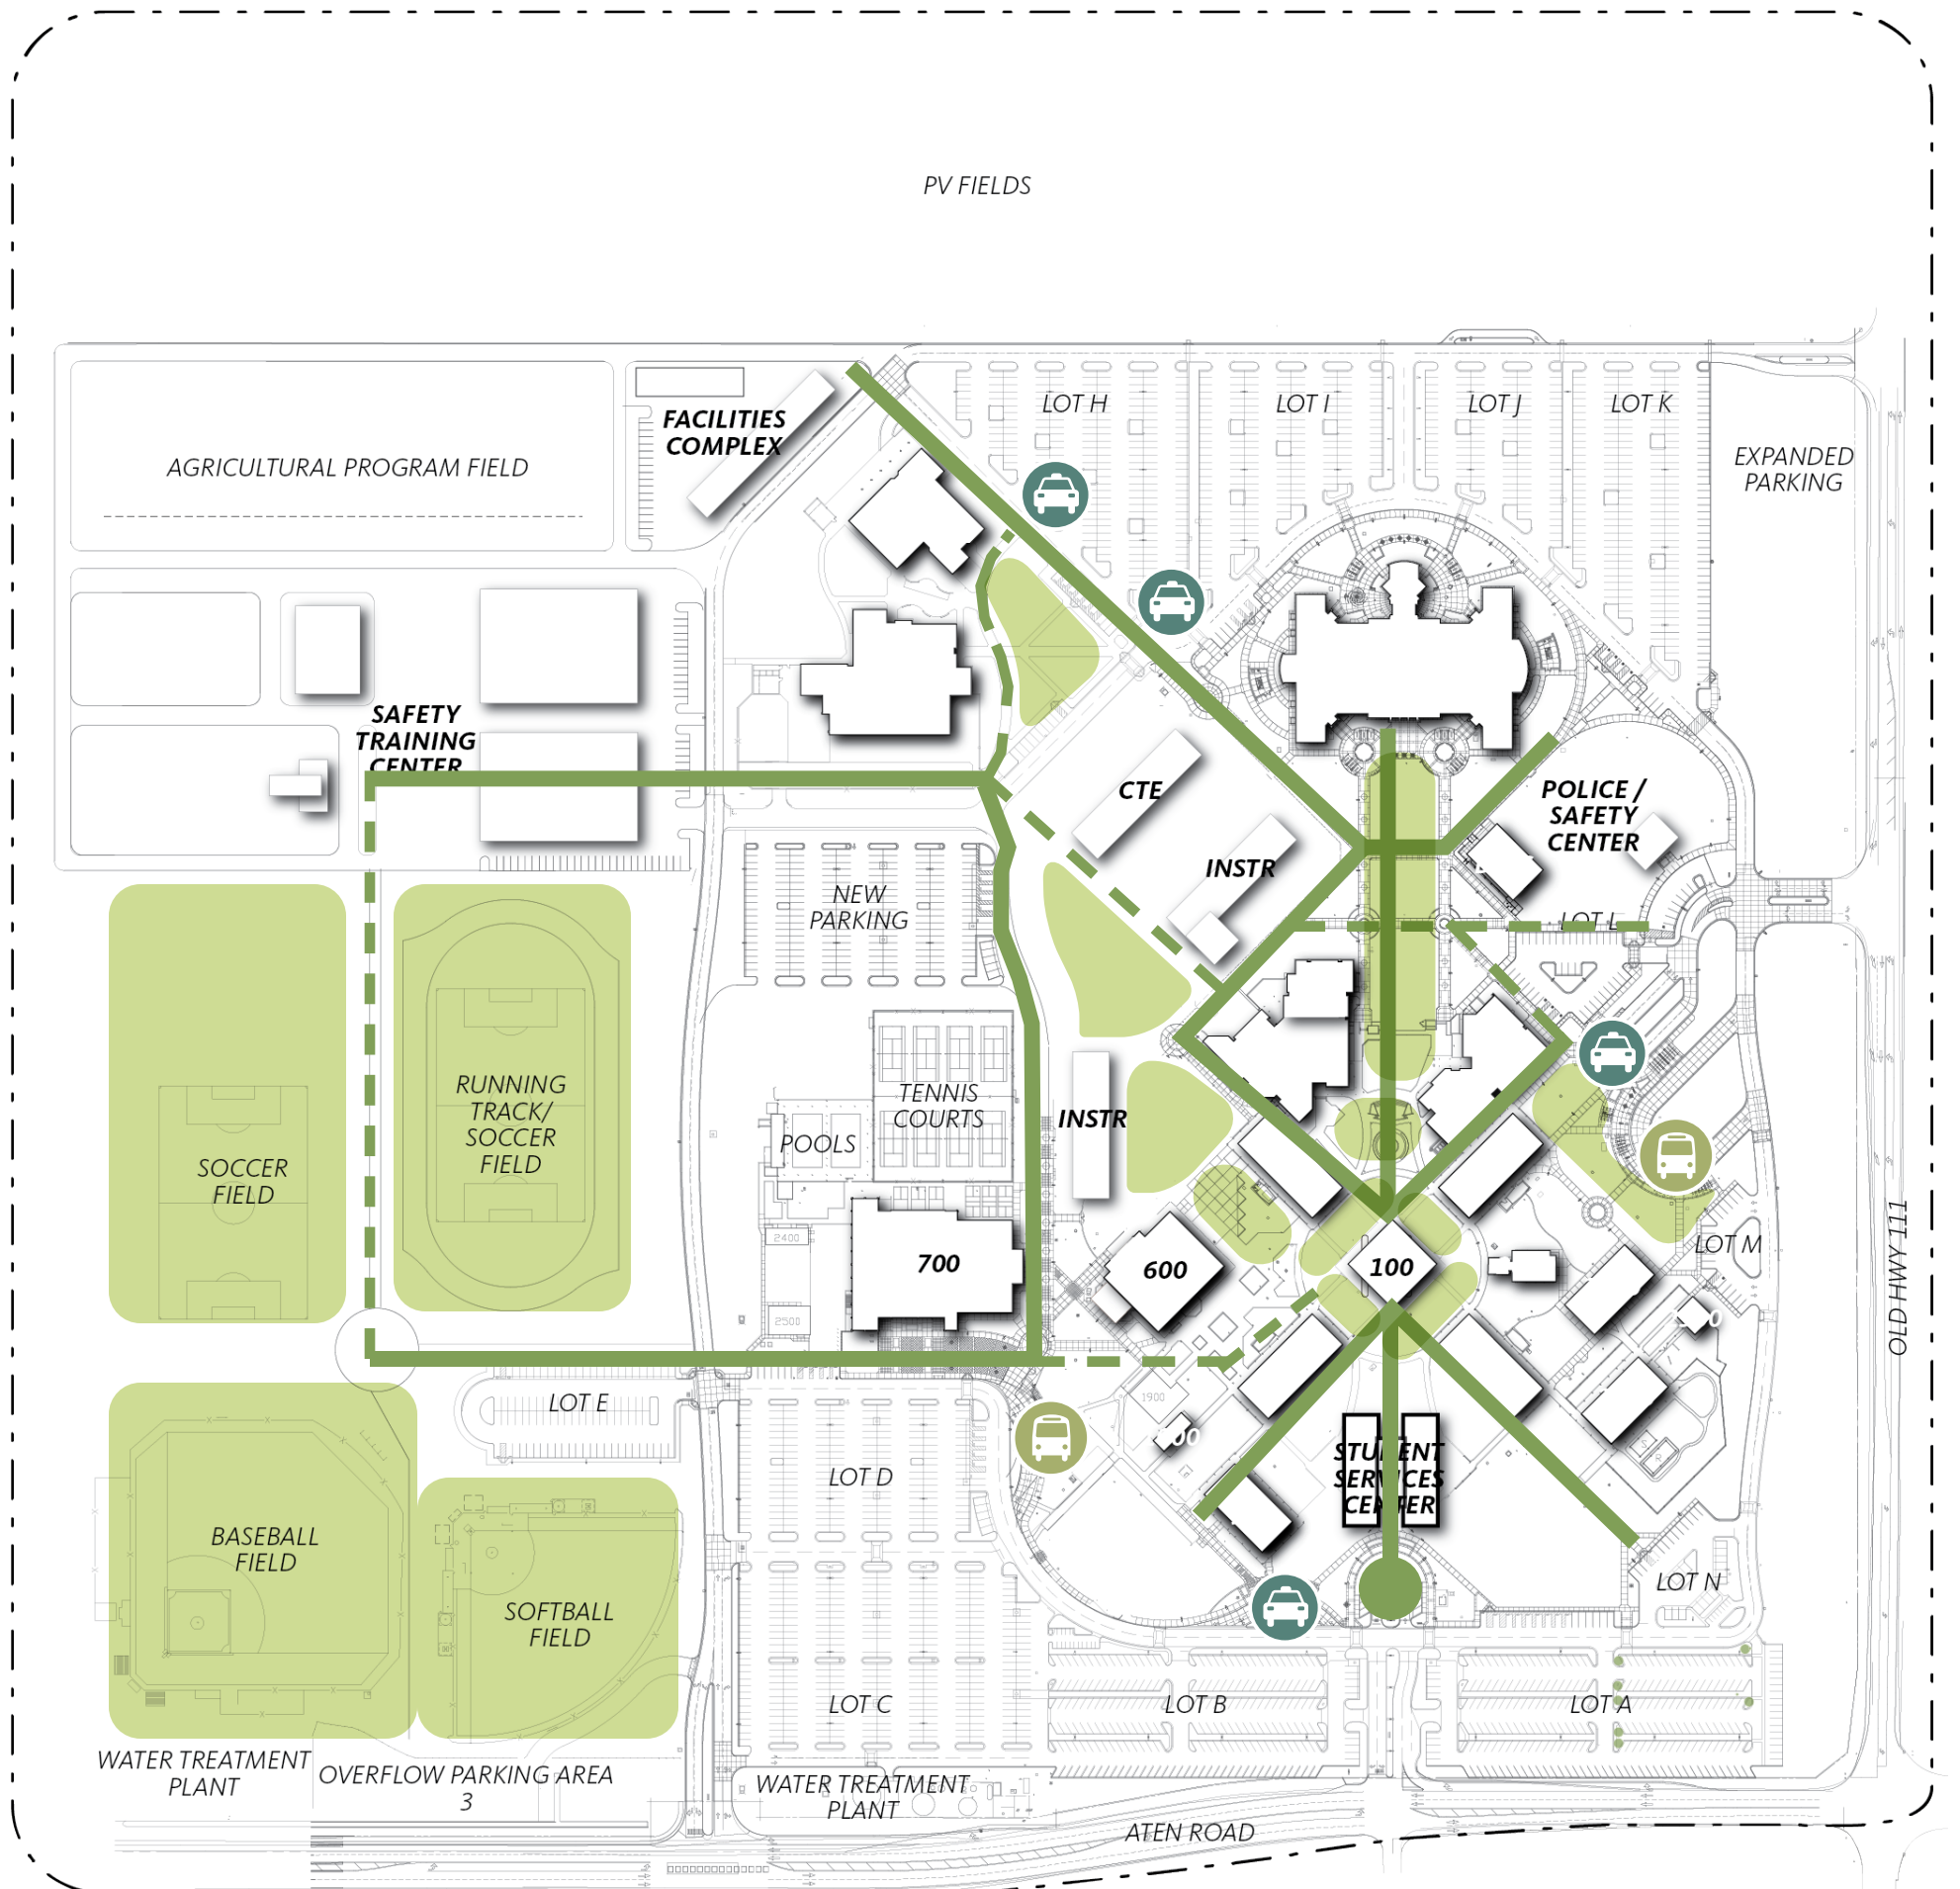 PV FIELDS
LOT H
LOT I
LOT J
LOT K
FACILITIES
COMPLEX
EXPANDED
PARKING
AGRICULTURAL PROGRAM FIELD
SAFETY
TRAINING
CENTER
CTE
POLICE /
SAFETY
CENTER
INSTR
NEW
PARKING
LOT L
RUNNING
TRACK/
SOCCER
FIELD
TENNIS
COURTS
INSTR
POOLS
SOCCER
FIELD
2400
700
600
100
LOT M
OLD HWY 111
2500
LOT E
1900
STUDENT
SERVICES
CENTER
LOT D
BASEBALL
FIELD
SOFTBALL
FIELD
LOT N
LOT C
LOT B
LOT A
WATER TREATMENT
PLANT
OVERFLOW PARKING AREA
3
WATER TREATMENT
PLANT
ATEN ROAD